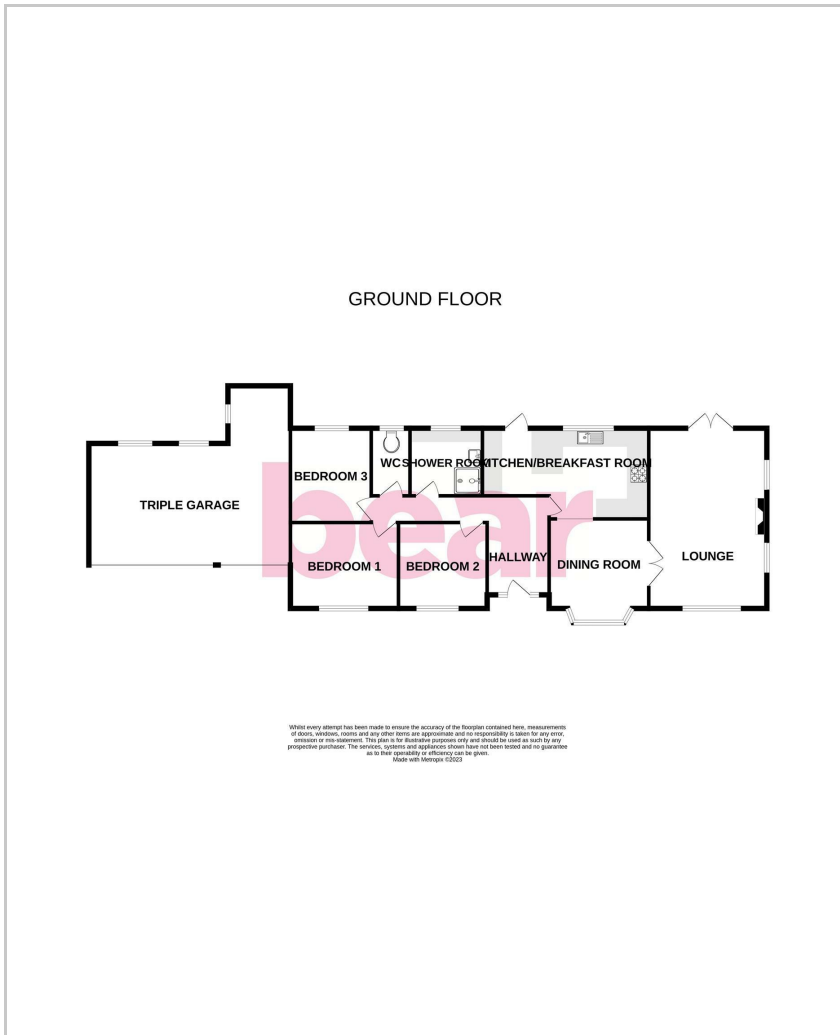 GROUND FLOOR
BEDROOM 3
WC
SHOWER ROOM
KITCHEN/BREAKFAST ROOM
TRIPLE GARAGE
bear
BEDROOM 1
BEDROOM 2
HALLWAY
DINING ROOM
LOUNGE
Whilst every attempt has been made to ensure the accuracy of the floorplan contained here, measurements
of doors, windows, rooms and any other items are approximate and no responsibility is taken for any error,
omission or mis-statement. This plan is for illustrative purposes only and should be used as such by any
prospective purchaser. The services, systems and appliances shown have not been tested and no guarantee
as to their operability or efficiency can be given.
Made with Metropix ©2023